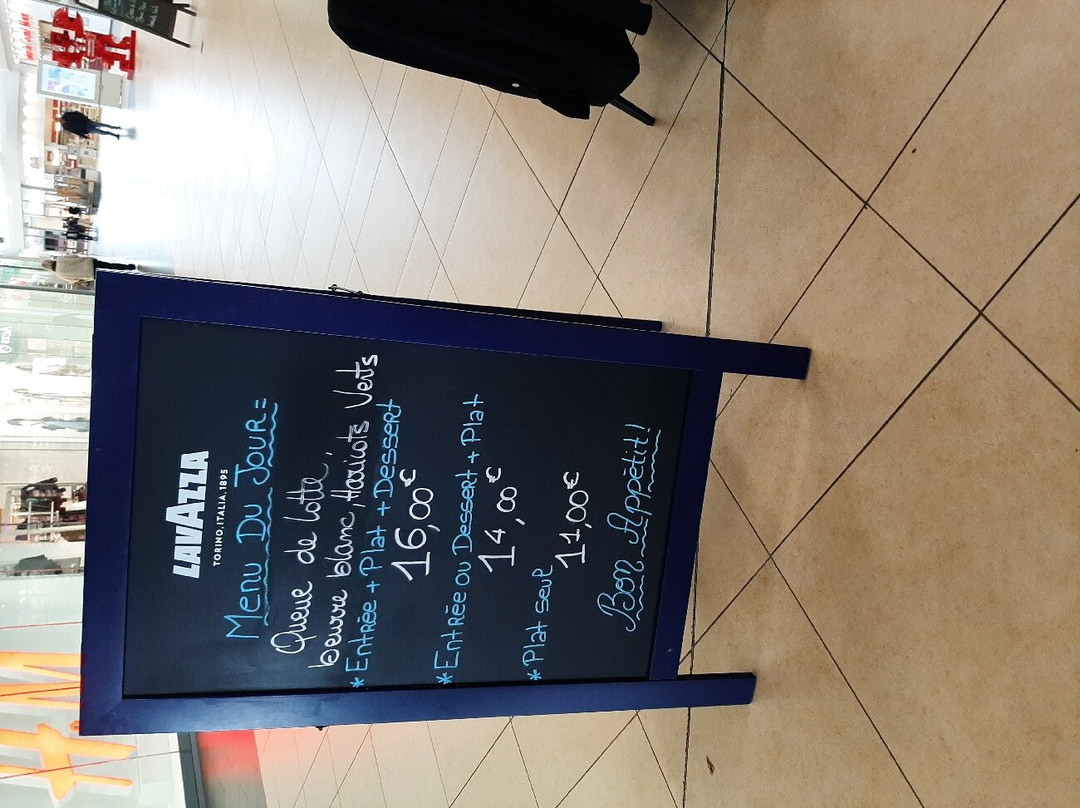 LAVAZZA
TORINO.ITALIA.1895
Menu Du Jour =
Queue de lotte,
beurre blanc, Haricots Verts
* Entrée + Plat + Dessert
16,00€
* Entrée ou Dessert + Plat
14,00€
* Plat seul
11,00€
Bon Appétit!